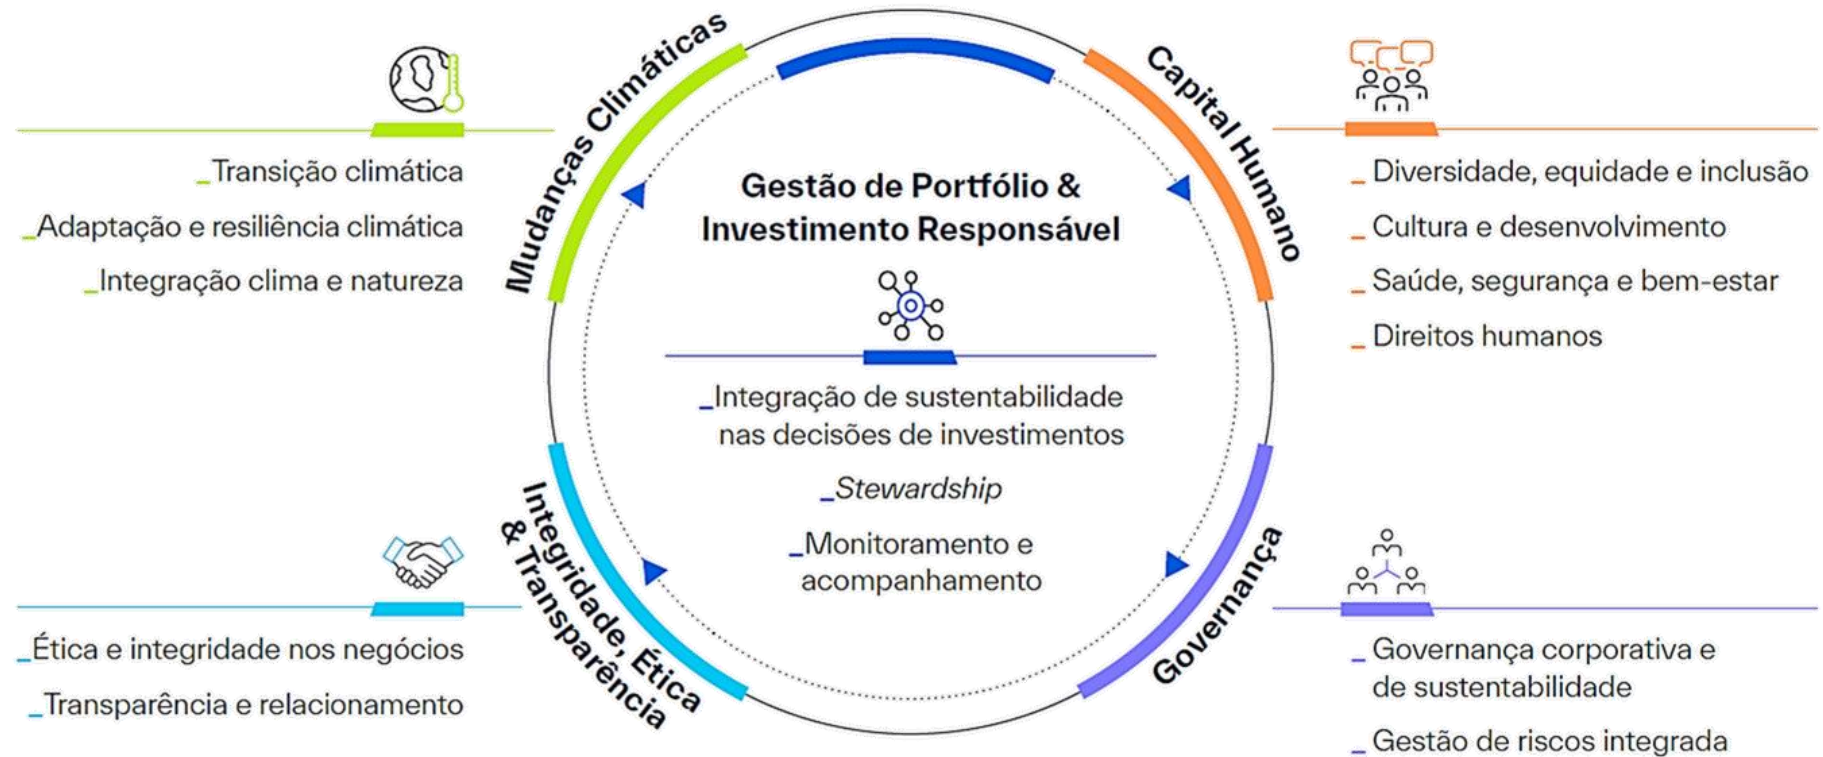 Mudanças Climáticas
_Transição climática
_Adaptação e resiliência climática
_Integração clima e natureza
Gestão de Portfólio &
Investimento Responsável
_Integração de sustentabilidade
nas decisões de investimentos
_Stewardship
_Monitoramento e
acompanhamento
Capital Humano
_ Diversidade, equidade e inclusão
_ Cultura e desenvolvimento
_ Saúde, segurança e bem-estar
_ Direitos humanos
Integridade, Ética
& Transparência
_Ética e integridade nos negócios
_Transparência e relacionamento
Governança
_ Governança corporativa e
de sustentabilidade
_ Gestão de riscos integrada